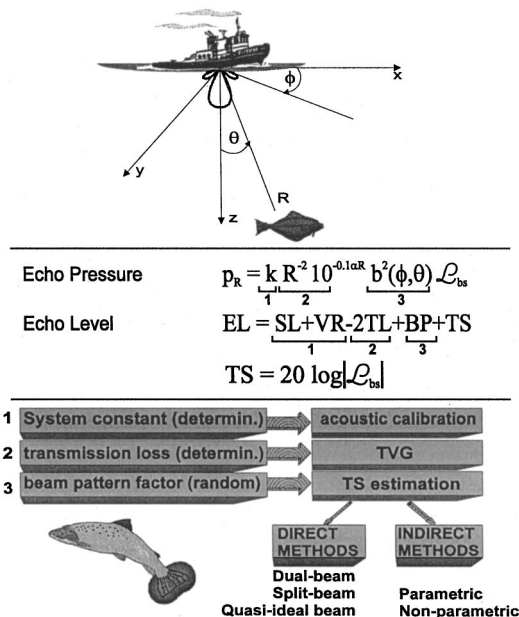 x
ϕ
θ
y
R
z
Echo Pressure p_R = k R⁻² 10^(-0.1αR) b²(ϕ,θ) ℒ_bs
1 2 3
Echo Level EL = SL+VR-2TL+BP+TS
1 2 3
TS = 20 log|ℒ_bs|
1 System constant (determin.) acoustic calibration
2 transmission loss (determin.) TVG
3 beam pattern factor (random) TS estimation
DIRECT METHODS
INDIRECT METHODS
Dual-beam
Split-beam Parametric
Quasi-ideal beam Non-parametric